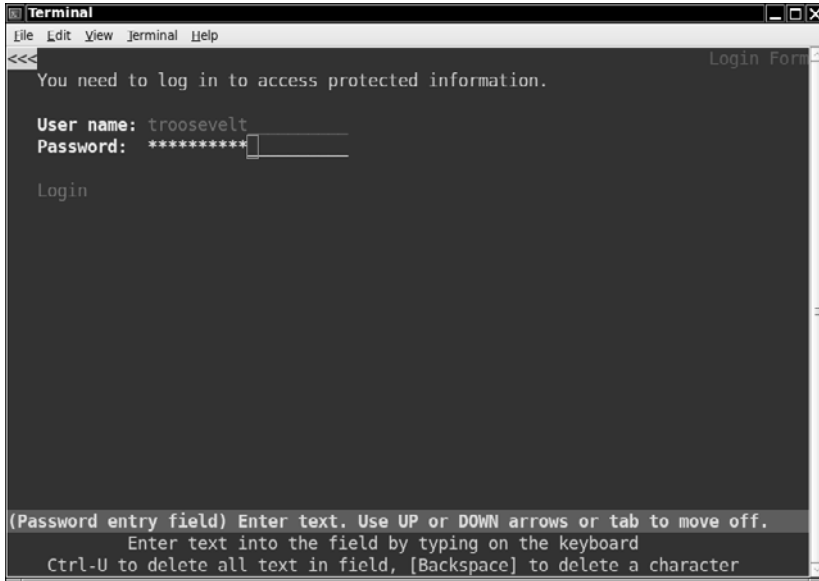 Terminal
File Edit View Terminal Help
<<< Login Form
You need to log in to access protected information.
User name: troosevelt
Password: **********
Login
(Password entry field) Enter text. Use UP or DOWN arrows or tab to move off.
Enter text into the field by typing on the keyboard
Ctrl-U to delete all text in field, [Backspace] to delete a character